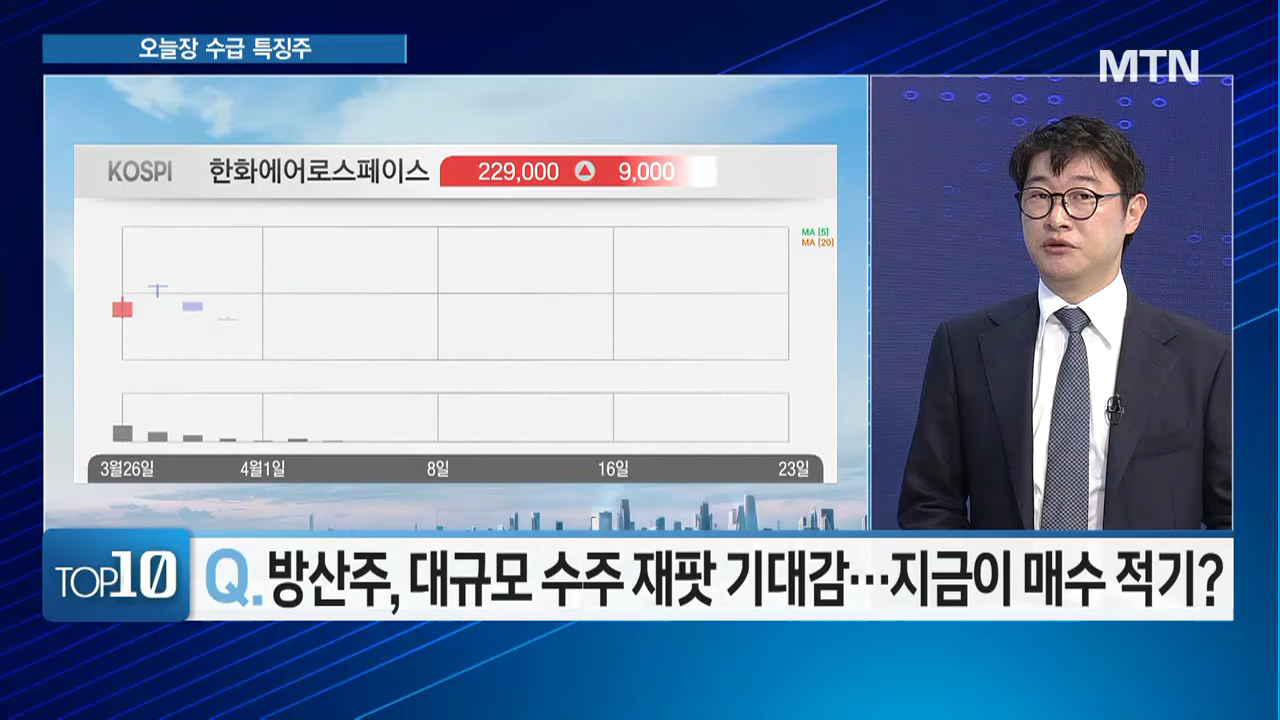 오늘장 수급 특징주
MTN
KOSPI 한화에어로스페이스 229,000 ▲ 9,000
MA [5]
MA [20]
3월26일 4월1일 8일 16일 23일
TOP10 Q. 방산주, 대규모 수주 재팟 기대감…지금이 매수 적기?